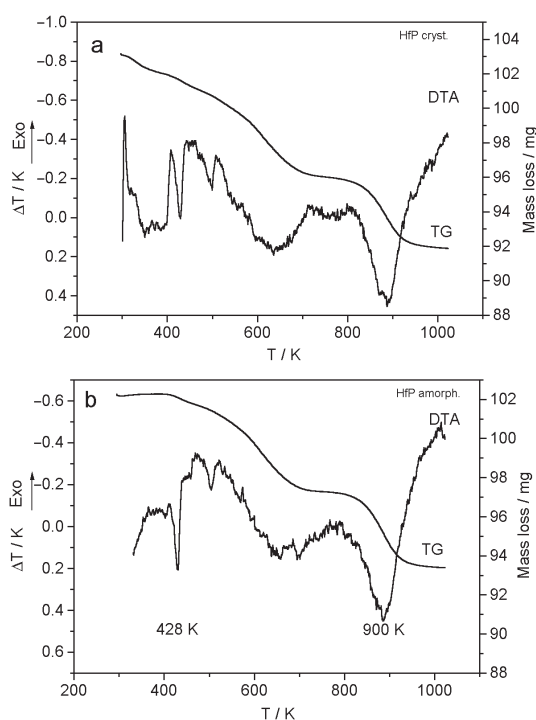 a
HfP cryst.
DTA
TG
ΔT / K Exo
−1.0
−0.8
−0.6
−0.4
−0.2
0.0
0.2
0.4
Mass loss / mg
104
102
100
98
96
94
92
90
88
200 400 600 800 1000
T / K
b
HfP amorph.
DTA
TG
428 K 900 K
ΔT / K Exo
−0.6
−0.4
−0.2
0.0
0.2
0.4
0.6
Mass loss / mg
102
100
98
96
94
92
90
88
200 400 600 800 1000
T / K